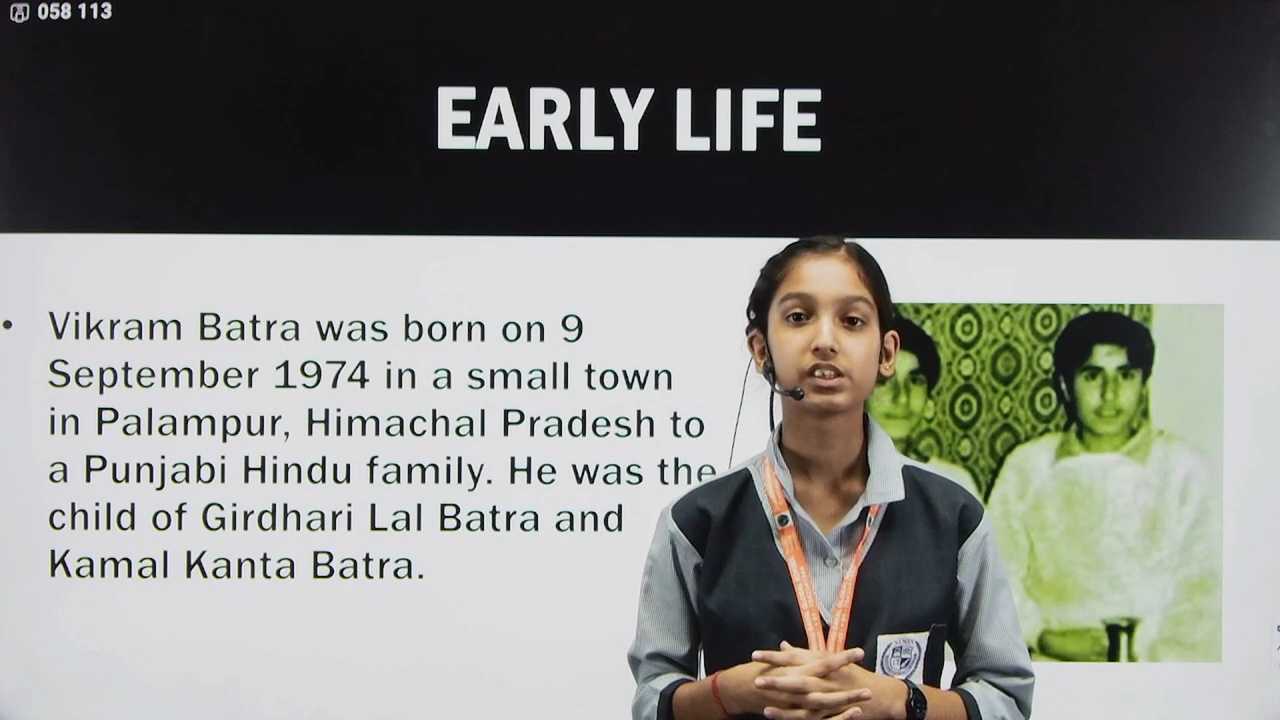 058 113
EARLY LIFE
• Vikram Batra was born on 9
September 1974 in a small town
in Palampur, Himachal Pradesh to
a Punjabi Hindu family. He was the
child of Girdhari Lal Batra and
Kamal Kanta Batra.